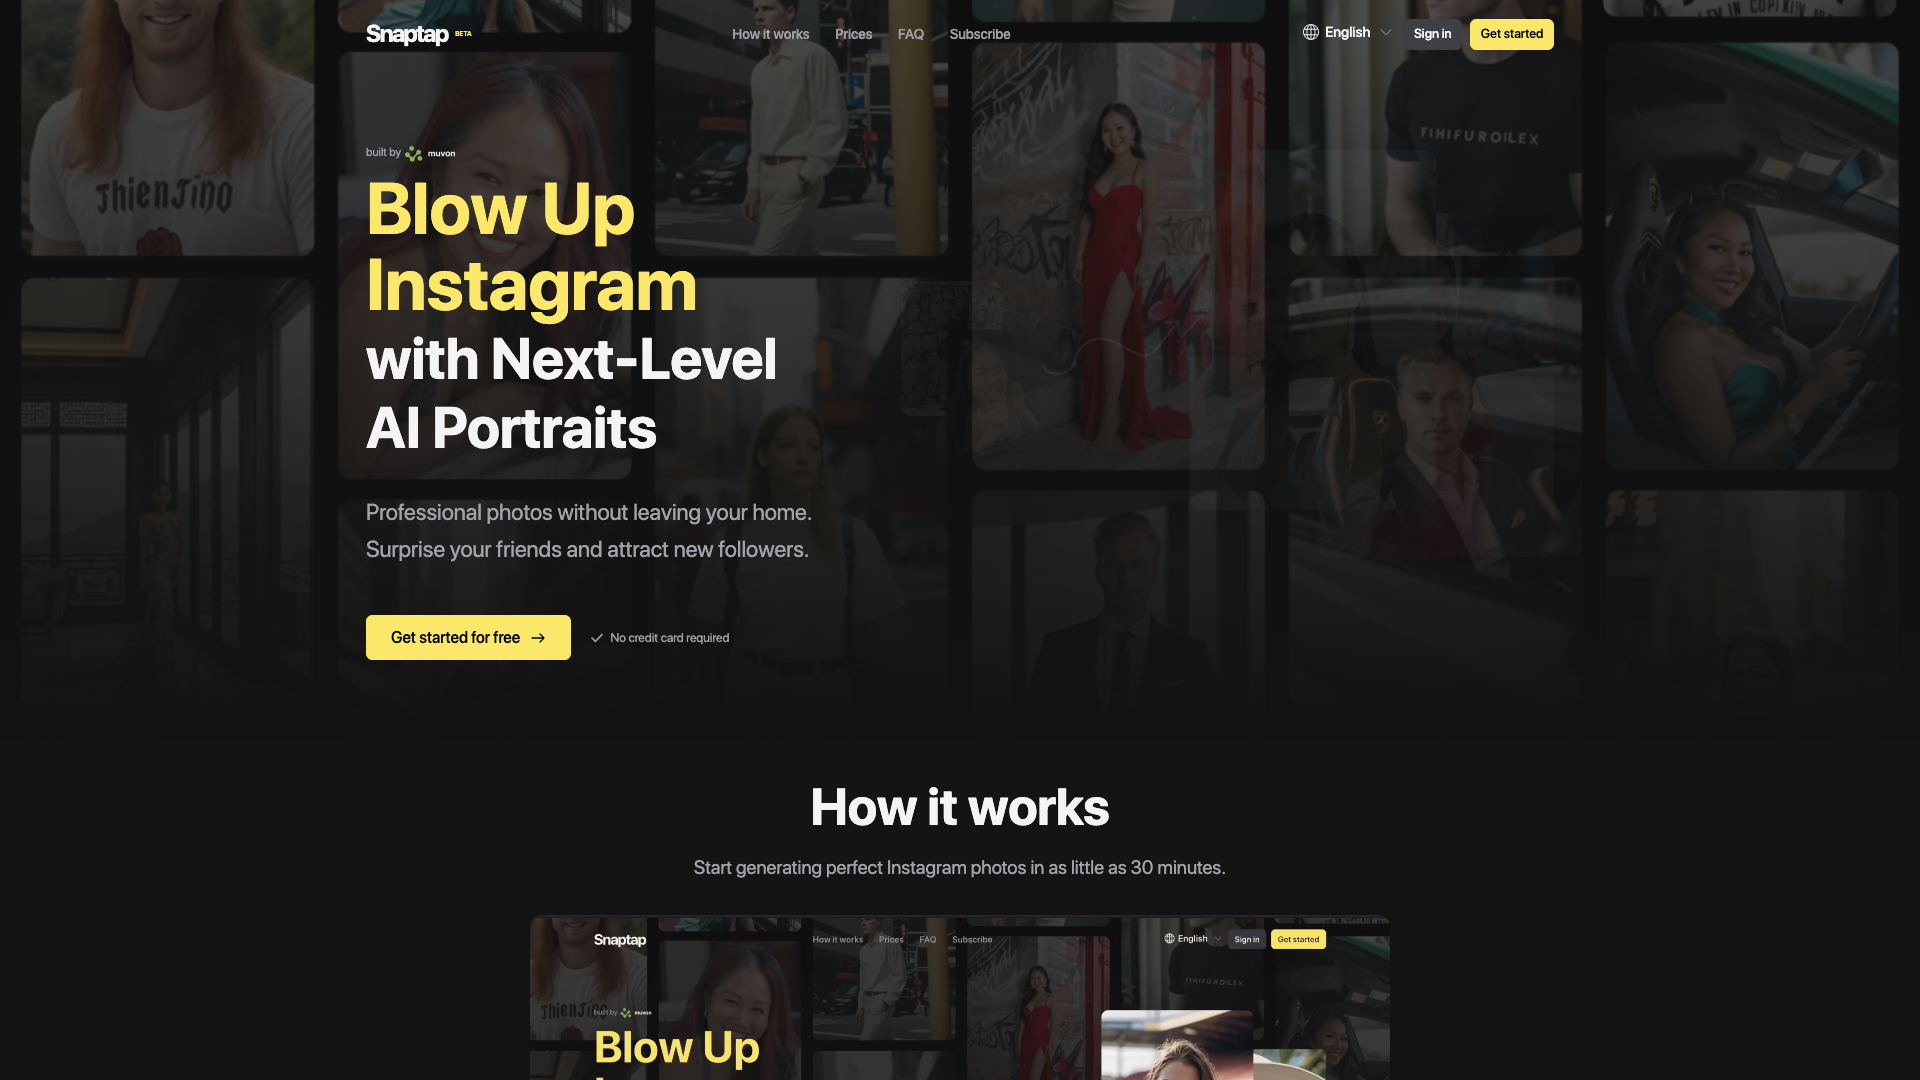 Snaptap BETA
How it works
Prices
FAQ
Subscribe
English
Sign in
Get started
FIHIFUROILEX
ThienJinq
built by muvon
Blow Up
Instagram
with Next-Level
AI Portraits
Professional photos without leaving your home.
Surprise your friends and attract new followers.
Get started for free →
No credit card required
How it works
Start generating perfect Instagram photos in as little as 30 minutes.
Snaptap
How it works
Prices
FAQ
Subscribe
English
Sign in
Get started
FIHIFUROILEX
ThienJinq
built by muvon
Blow Up